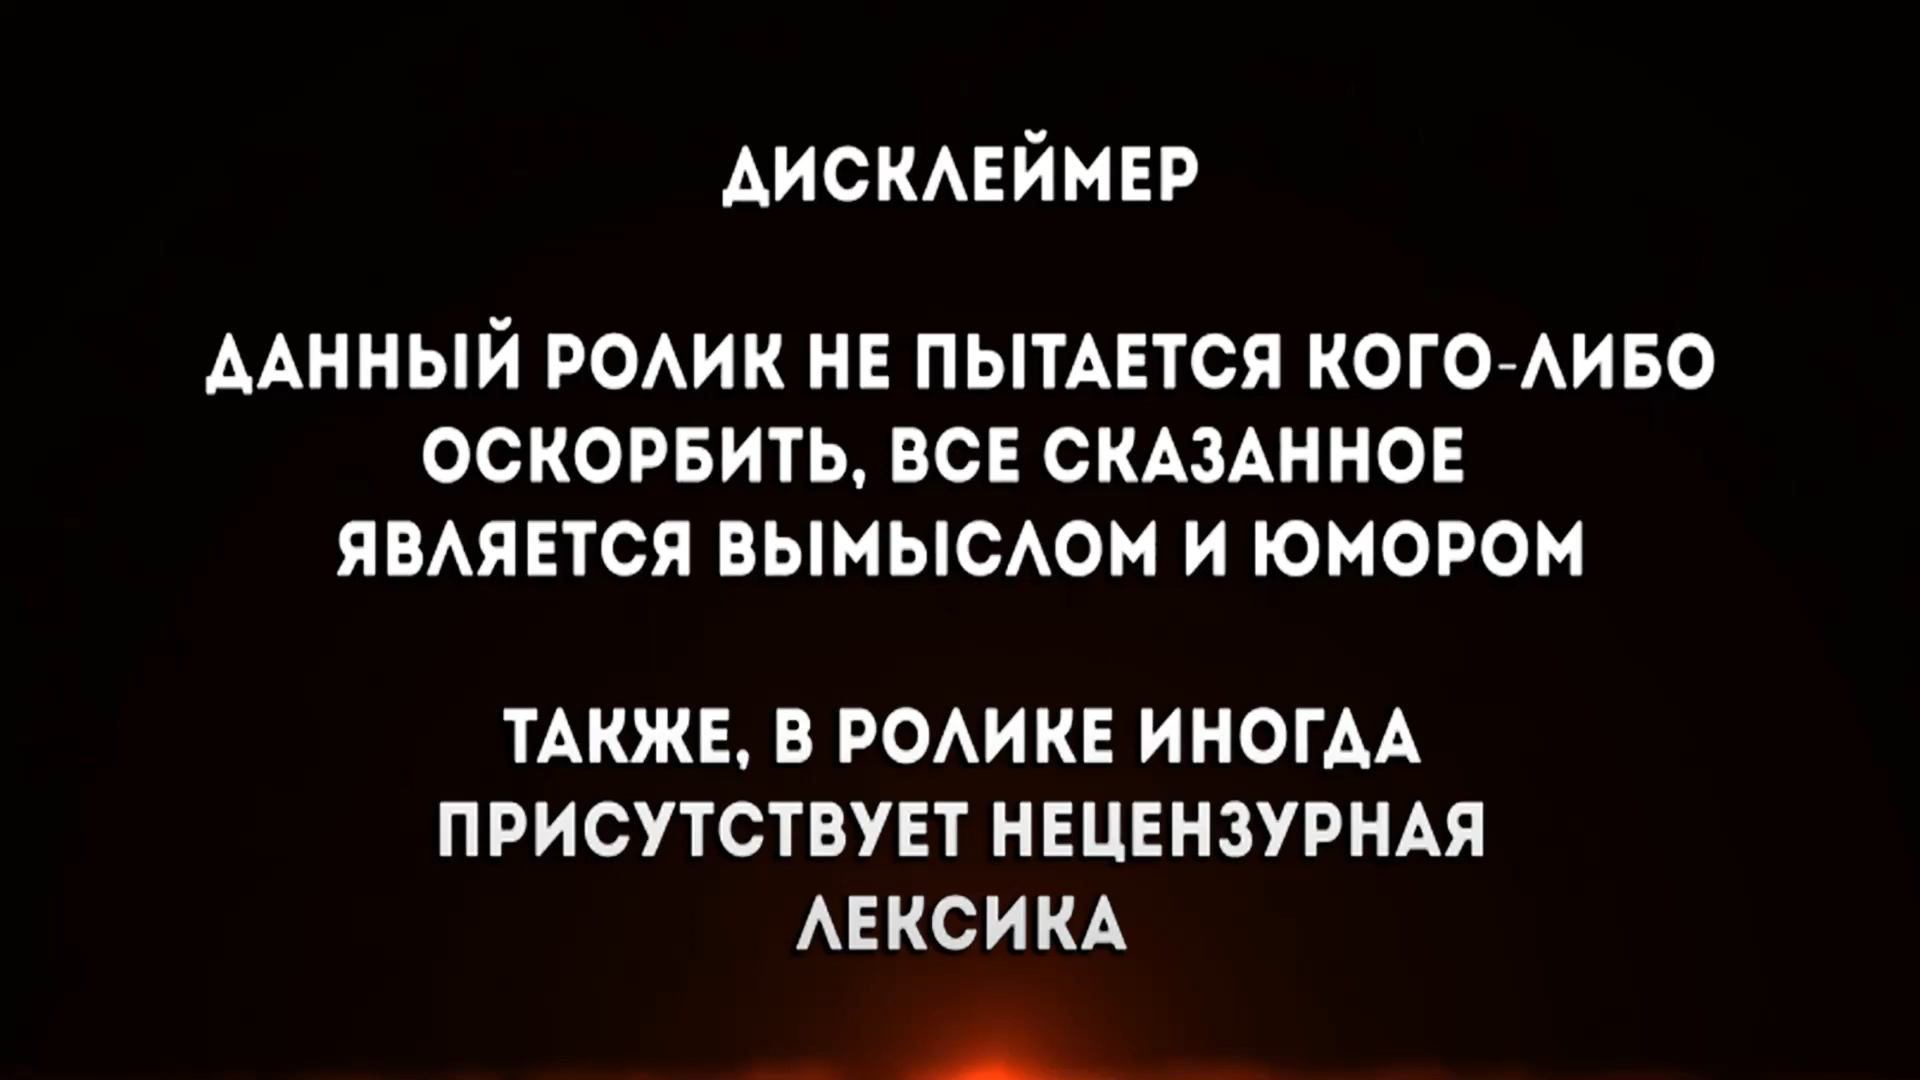 ДИСКЛЕЙМЕР
ДАННЫЙ РОЛИК НЕ ПЫТАЕТСЯ КОГО-ЛИБО
ОСКОРБИТЬ, ВСЕ СКАЗАННОЕ
ЯВЛЯЕТСЯ ВЫМЫСЛОМ И ЮМОРОМ
ТАКЖЕ, В РОЛИКЕ ИНОГДА
ПРИСУТСТВУЕТ НЕЦЕНЗУРНАЯ
ЛЕКСИКА